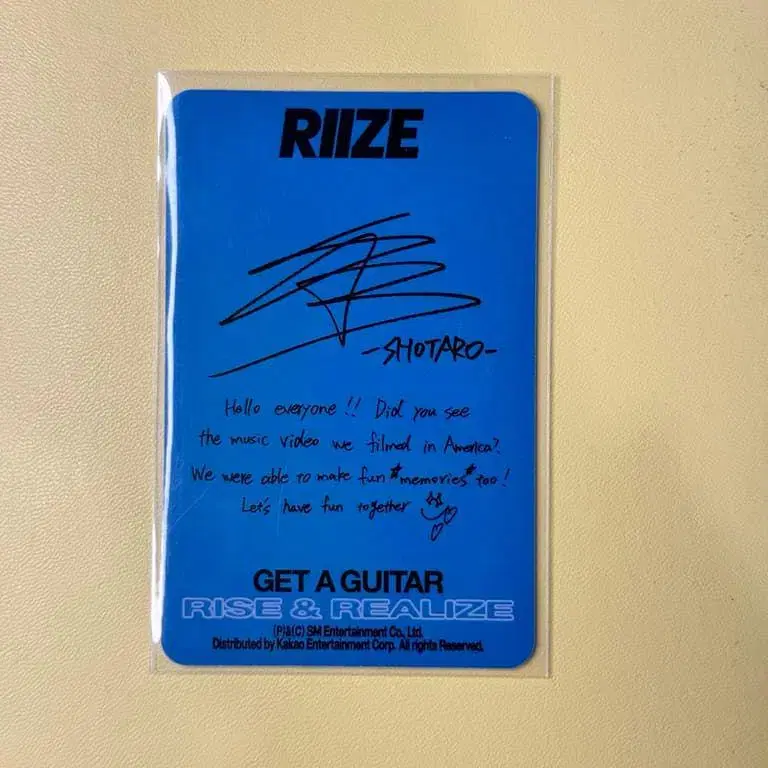 RIIZE
-SHOTARO-
Hello everyone!! Did you see
the music video we filmed in America?
We were able to make fun *memories* too!
Let's have fun together
GET A GUITAR
RISE & REALIZE
(P)&(C) SM Entertainment Co., Ltd.
Distributed by Kakao Entertainment Corp. All rights Reserved.